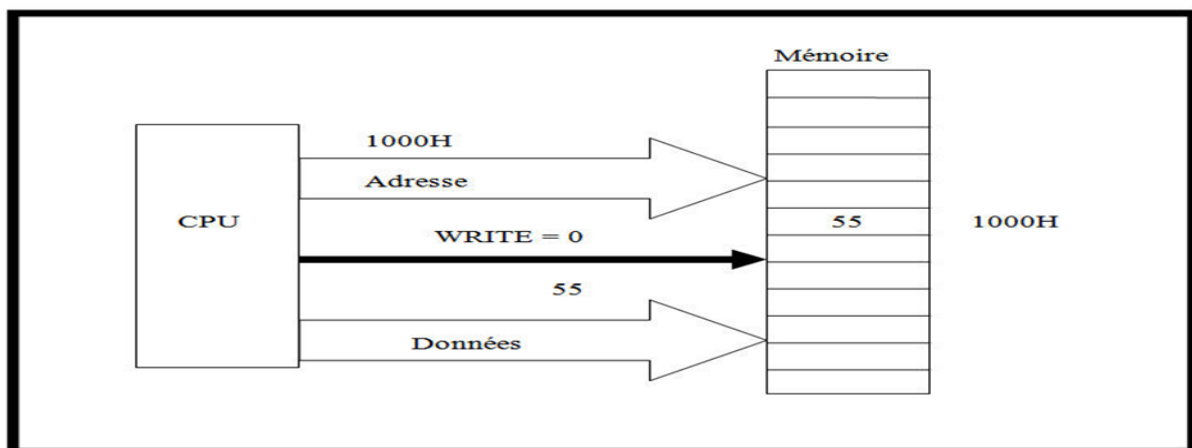 Mémoire
1000H
Adresse
CPU
55
1000H
WRITE = 0
55
Données